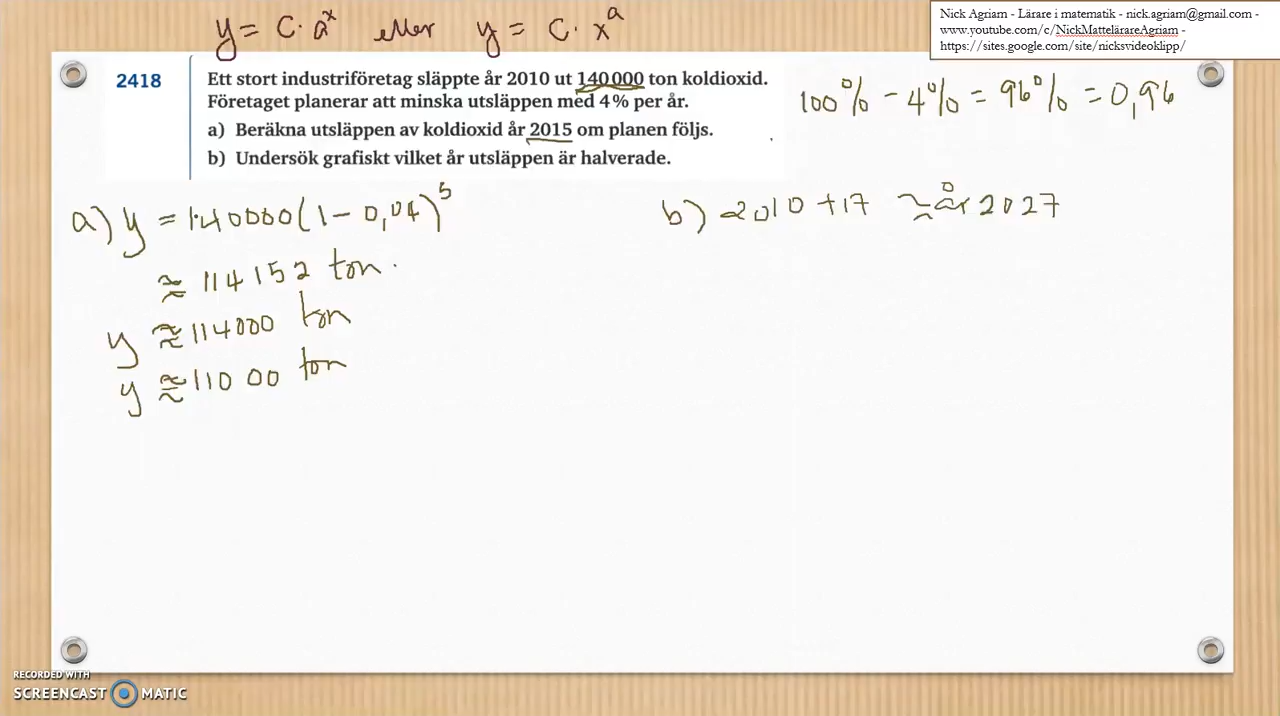 y = C · a^x eller y = C · x^a
Nick Agriam - Lärare i matematik - nick.agriam@gmail.com -
www.youtube.com/c/NickMattelärareAgriam -
https://sites.google.com/site/nicksvideoklipp/
2418 Ett stort industriföretag släppte år 2010 ut 140 000 ton koldioxid.
Företaget planerar att minska utsläppen med 4 % per år.
a) Beräkna utsläppen av koldioxid år 2015 om planen följs.
b) Undersök grafiskt vilket år utsläppen är halverade.
100% - 4% = 96% = 0,96
a) y = 140000(1 - 0,04)^5
≈ 114152 ton.
y ≈ 114000 ton
y ≈ 11000 ton
b) 2010 + 17 ≈ år 2027
RECORDED WITH
SCREENCAST MATIC